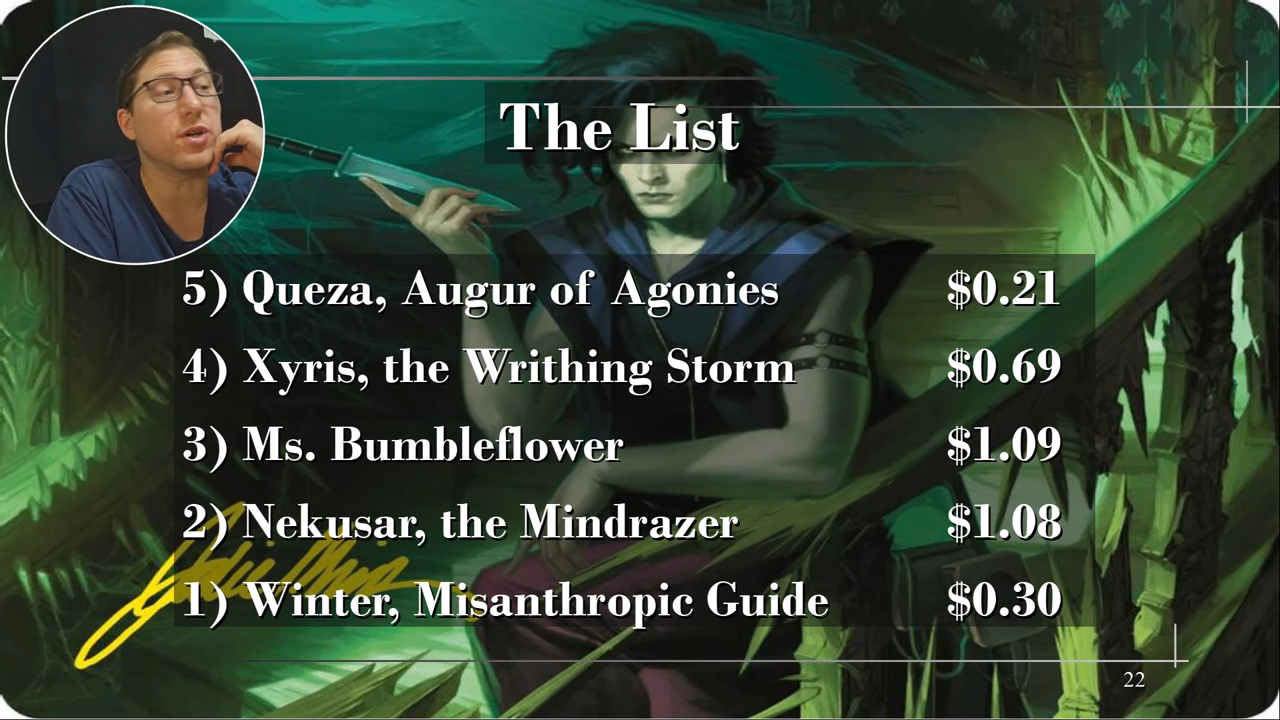 The List
5) Queza, Augur of Agonies $0.21
4) Xyris, the Writhing Storm $0.69
3) Ms. Bumbleflower $1.09
2) Nekusar, the Mindrazer $1.08
1) Winter, Misanthropic Guide $0.30
22